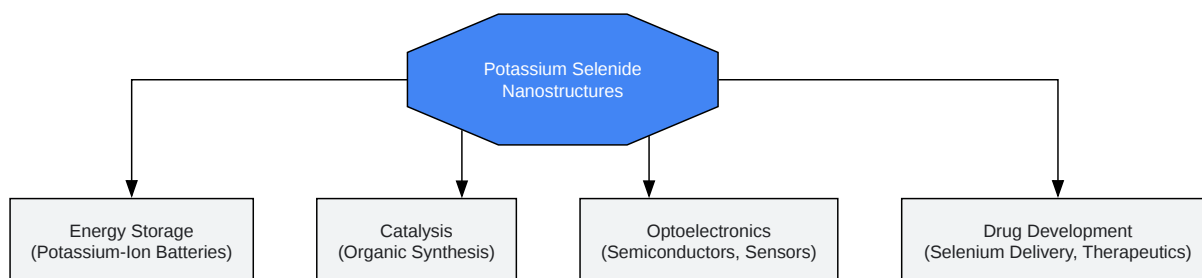 Potassium Selenide
Nanostructures
Energy Storage
(Potassium-Ion Batteries)
Catalysis
(Organic Synthesis)
Optoelectronics
(Semiconductors, Sensors)
Drug Development
(Selenium Delivery, Therapeutics)